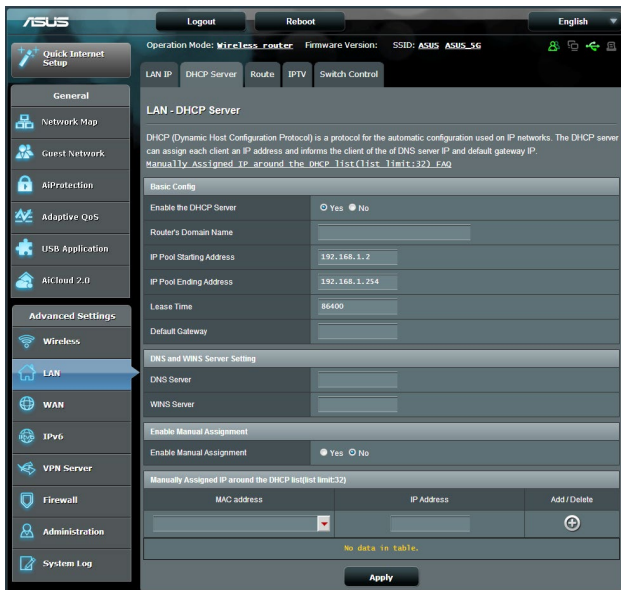 ASUS
Logout
Reboot
English
Operation Mode: Wireless router Firmware Version: SSID: ASUS ASUS_5G
Quick Internet
Setup
General
Network Map
Guest Network
AiProtection
Adaptive QoS
USB Application
AiCloud 2.0
Advanced Settings
Wireless
LAN
WAN
IPv6
VPN Server
Firewall
Administration
System Log
LAN IP
DHCP Server
Route
IPTV
Switch Control
LAN - DHCP Server
DHCP (Dynamic Host Configuration Protocol) is a protocol for the automatic configuration used on IP networks. The DHCP server
can assign each client an IP address and informs the client of the of DNS server IP and default gateway IP.
Manually Assigned IP around the DHCP list(list limit:32) FAQ
Basic Config
Enable the DHCP Server Yes No
Router's Domain Name
IP Pool Starting Address 192.168.1.2
IP Pool Ending Address 192.168.1.254
Lease Time 86400
Default Gateway
DNS and WINS Server Setting
DNS Server
WINS Server
Enable Manual Assignment
Enable Manual Assignment Yes No
Manually Assigned IP around the DHCP list(list limit:32)
MAC address IP Address Add / Delete
No data in table.
Apply